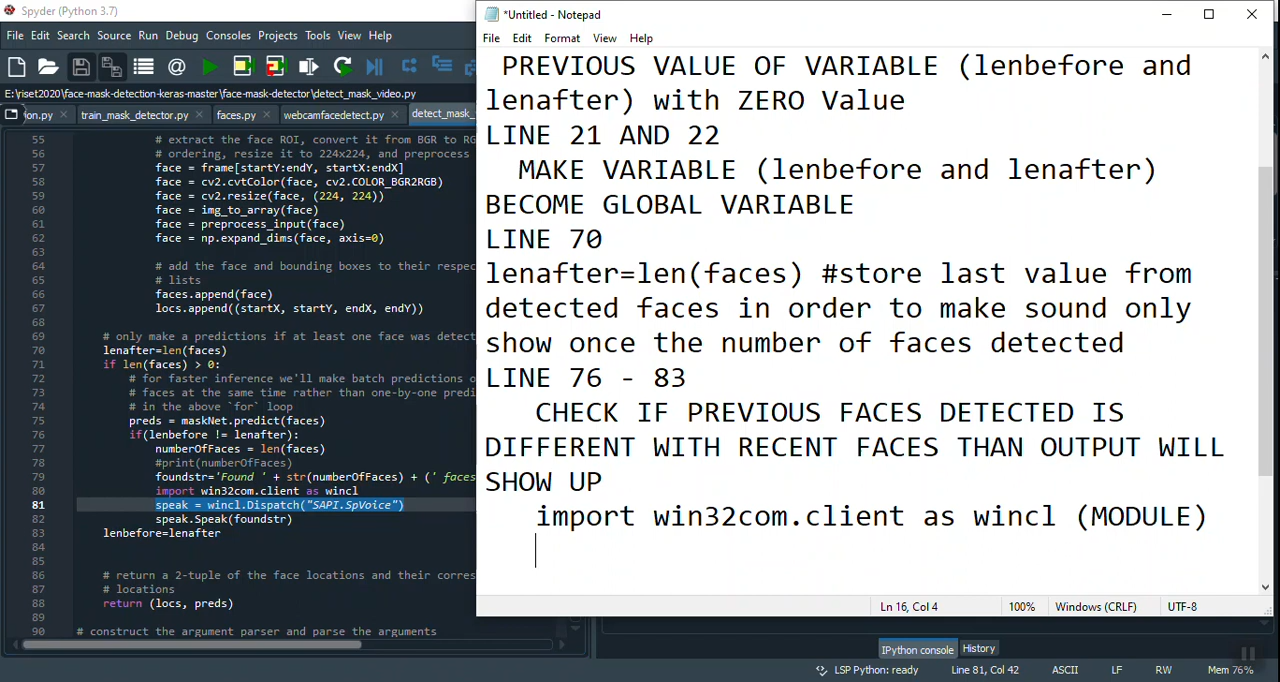 Spyder (Python 3.7)
File Edit Search Source Run Debug Consoles Projects Tools View Help
E:\riset2020\face-mask-detection-keras-master\face-mask-detector\detect_mask_video.py
ion.py train_mask_detector.py faces.py webcamfacedetect.py detect_mask_
55 # extract the face ROI, convert it from BGR to RG
56 # ordering, resize it to 224x224, and preprocess
57 face = frame[startY:endY, startX:endX]
58 face = cv2.cvtColor(face, cv2.COLOR_BGR2RGB)
59 face = cv2.resize(face, (224, 224))
60 face = img_to_array(face)
61 face = preprocess_input(face)
62 face = np.expand_dims(face, axis=0)
63
64 # add the face and bounding boxes to their respec
65 # lists
66 faces.append(face)
67 locs.append((startX, startY, endX, endY))
68
69 # only make a predictions if at least one face was detect
70 lenafter=len(faces)
71 if len(faces) > 0:
72 # for faster inference we'll make batch predictions o
73 # faces at the same time rather than one-by-one predi
74 # in the above `for` loop
75 preds = maskNet.predict(faces)
76 if(lenbefore != lenafter):
77 numberOfFaces = len(faces)
78 #print(numberOfFaces)
79 foundstr='Found ' + str(numberOfFaces) + (' faces
80 import win32com.client as wincl
81 speak = wincl.Dispatch("SAPI.SpVoice")
82 speak.Speak(foundstr)
83 lenbefore=lenafter
84
85
86 # return a 2-tuple of the face locations and their corres
87 # locations
88 return (locs, preds)
89
90 # construct the argument parser and parse the arguments
*Untitled - Notepad
File Edit Format View Help
PREVIOUS VALUE OF VARIABLE (lenbefore and
lenafter) with ZERO Value
LINE 21 AND 22
MAKE VARIABLE (lenbefore and lenafter)
BECOME GLOBAL VARIABLE
LINE 70
lenafter=len(faces) #store last value from
detected faces in order to make sound only
show once the number of faces detected
LINE 76 - 83
CHECK IF PREVIOUS FACES DETECTED IS
DIFFERENT WITH RECENT FACES THAN OUTPUT WILL
SHOW UP
import win32com.client as wincl (MODULE)
Ln 16, Col 4 100% Windows (CRLF) UTF-8
IPython console History
LSP Python: ready Line 81, Col 42 ASCII LF RW Mem 76%